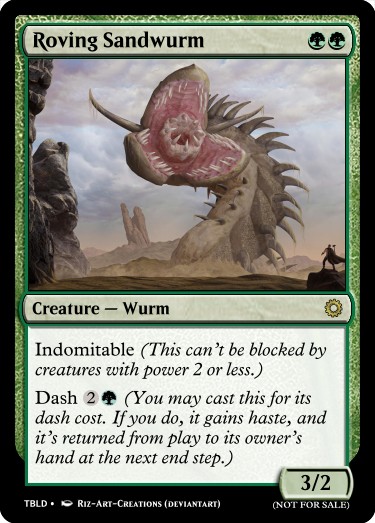 Roving Sandwurm
Creature — Wurm
Indomitable (This can't be blocked by
creatures with power 2 or less.)
Dash 2 (You may cast this for its
dash cost. If you do, it gains haste, and
it's returned from play to its owner's
hand at the next end step.)
3/2
TBLD • Riz-Art-Creations (deviantart)
(NOT FOR SALE)